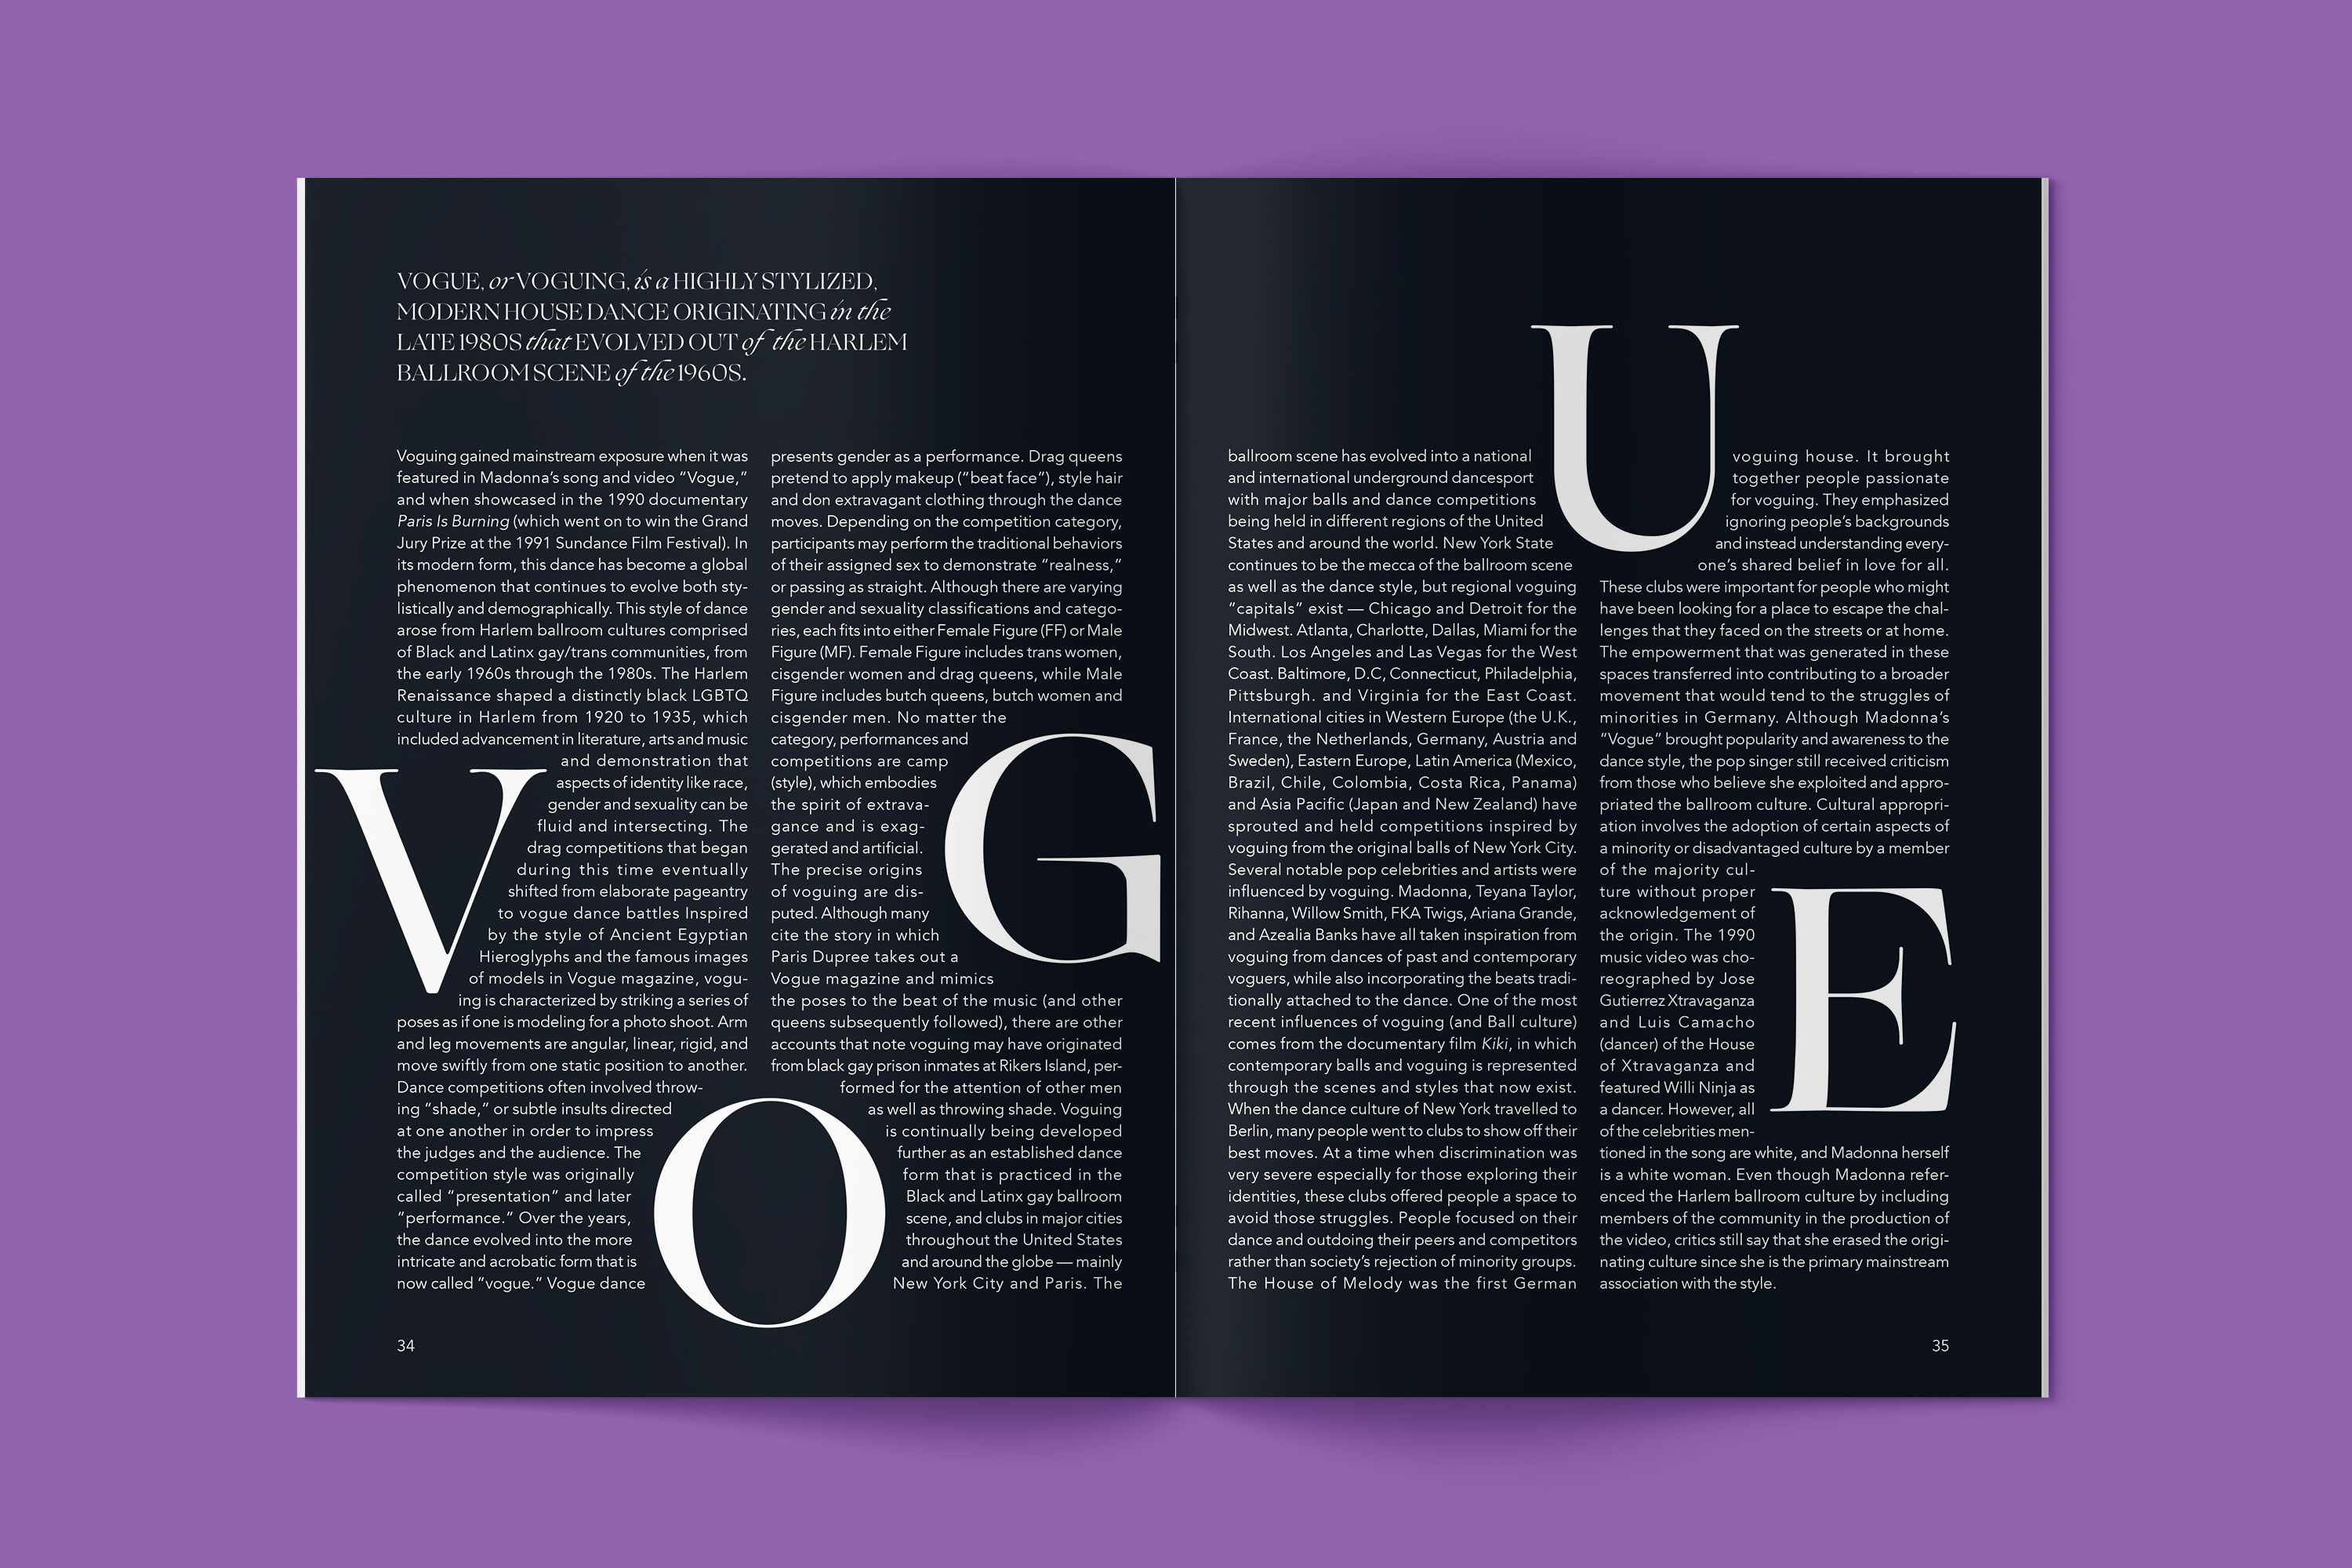 VOGUE, or VOGUING, is a HIGHLY STYLIZED,
MODERN HOUSE DANCE ORIGINATING in the
LATE 1980S that EVOLVED OUT of the HARLEM
BALLROOM SCENE of the 1960S.
Voguing gained mainstream exposure when it was
featured in Madonna’s song and video “Vogue,”
and when showcased in the 1990 documentary
Paris Is Burning (which went on to win the Grand
Jury Prize at the 1991 Sundance Film Festival). In
its modern form, this dance has become a global
phenomenon that continues to evolve both sty-
listically and demographically. This style of dance
arose from Harlem ballroom cultures comprised
of Black and Latinx gay/trans communities, from
the early 1960s through the 1980s. The Harlem
Renaissance shaped a distinctly black LGBTQ
culture in Harlem from 1920 to 1935, which
included advancement in literature, arts and music
and demonstration that
aspects of identity like race,
gender and sexuality can be
fluid and intersecting. The
drag competitions that began
during this time eventually
shifted from elaborate pageantry
to vogue dance battles Inspired
by the style of Ancient Egyptian
Hieroglyphs and the famous images
of models in Vogue magazine, vogu-
ing is characterized by striking a series of
poses as if one is modeling for a photo shoot. Arm
and leg movements are angular, linear, rigid, and
move swiftly from one static position to another.
Dance competitions often involved throw-
ing “shade,” or subtle insults directed
at one another in order to impress
the judges and the audience. The
competition style was originally
called “presentation” and later
“performance.” Over the years,
the dance evolved into the more
intricate and acrobatic form that is
now called “vogue.” Vogue dance
V
O
presents gender as a performance. Drag queens
pretend to apply makeup (“beat face”), style hair
and don extravagant clothing through the dance
moves. Depending on the competition category,
participants may perform the traditional behaviors
of their assigned sex to demonstrate “realness,”
or passing as straight. Although there are varying
gender and sexuality classifications and catego-
ries, each fits into either Female Figure (FF) or Male
Figure (MF). Female Figure includes trans women,
cisgender women and drag queens, while Male
Figure includes butch queens, butch women and
cisgender men. No matter the
category, performances and
competitions are camp
(style), which embodies
the spirit of extrava-
gance and is exag-
gerated and artificial.
The precise origins
of voguing are dis-
puted. Although many
cite the story in which
Paris Dupree takes out a
Vogue magazine and mimics
the poses to the beat of the music (and other
queens subsequently followed), there are other
accounts that note voguing may have originated
from black gay prison inmates at Rikers Island, per-
formed for the attention of other men
as well as throwing shade. Voguing
is continually being developed
further as an established dance
form that is practiced in the
Black and Latinx gay ballroom
scene, and clubs in major cities
throughout the United States
and around the globe — mainly
New York City and Paris. The
G
34
ballroom scene has evolved into a national
and international underground dancesport
with major balls and dance competitions
being held in different regions of the United
States and around the world. New York State
continues to be the mecca of the ballroom scene
as well as the dance style, but regional voguing
“capitals” exist — Chicago and Detroit for the
Midwest. Atlanta, Charlotte, Dallas, Miami for the
South. Los Angeles and Las Vegas for the West
Coast. Baltimore, D.C, Connecticut, Philadelphia,
Pittsburgh. and Virginia for the East Coast.
International cities in Western Europe (the U.K.,
France, the Netherlands, Germany, Austria and
Sweden), Eastern Europe, Latin America (Mexico,
Brazil, Chile, Colombia, Costa Rica, Panama)
and Asia Pacific (Japan and New Zealand) have
sprouted and held competitions inspired by
voguing from the original balls of New York City.
Several notable pop celebrities and artists were
influenced by voguing. Madonna, Teyana Taylor,
Rihanna, Willow Smith, FKA Twigs, Ariana Grande,
and Azealia Banks have all taken inspiration from
voguing from dances of past and contemporary
voguers, while also incorporating the beats tradi-
tionally attached to the dance. One of the most
recent influences of voguing (and Ball culture)
comes from the documentary film Kiki, in which
contemporary balls and voguing is represented
through the scenes and styles that now exist.
When the dance culture of New York travelled to
Berlin, many people went to clubs to show off their
best moves. At a time when discrimination was
very severe especially for those exploring their
identities, these clubs offered people a space to
avoid those struggles. People focused on their
dance and outdoing their peers and competitors
rather than society’s rejection of minority groups.
The House of Melody was the first German
U
voguing house. It brought
together people passionate
for voguing. They emphasized
ignoring people’s backgrounds
and instead understanding every-
one’s shared belief in love for all.
These clubs were important for people who might
have been looking for a place to escape the chal-
lenges that they faced on the streets or at home.
The empowerment that was generated in these
spaces transferred into contributing to a broader
movement that would tend to the struggles of
minorities in Germany. Although Madonna’s
“Vogue” brought popularity and awareness to the
dance style, the pop singer still received criticism
from those who believe she exploited and appro-
priated the ballroom culture. Cultural appropri-
ation involves the adoption of certain aspects of
a minority or disadvantaged culture by a member
of the majority cul-
ture without proper
acknowledgement of
the origin. The 1990
music video was cho-
reographed by Jose
Gutierrez Xtravaganza
and Luis Camacho
(dancer) of the House
of Xtravaganza and
featured Willi Ninja as
a dancer. However, all
of the celebrities men-
tioned in the song are white, and Madonna herself
is a white woman. Even though Madonna refer-
enced the Harlem ballroom culture by including
members of the community in the production of
the video, critics still say that she erased the origi-
nating culture since she is the primary mainstream
association with the style.
E
35